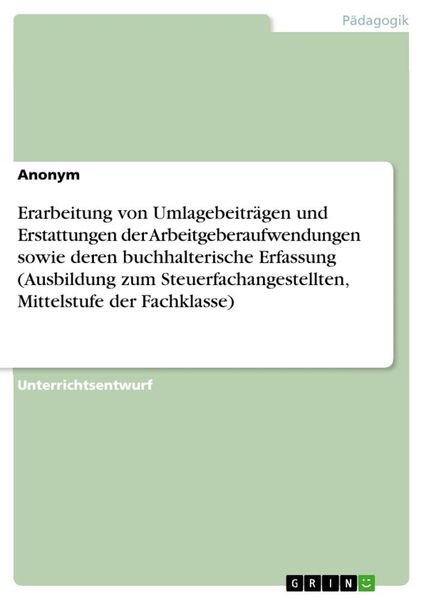 Pädagogik
Anonym
Erarbeitung von Umlagebeiträgen und
Erstattungen der Arbeitgeberaufwendungen
sowie deren buchhalterische Erfassung
(Ausbildung zum Steuerfachangestellten,
Mittelstufe der Fachklasse)
Unterrichtsentwurf
GRIN